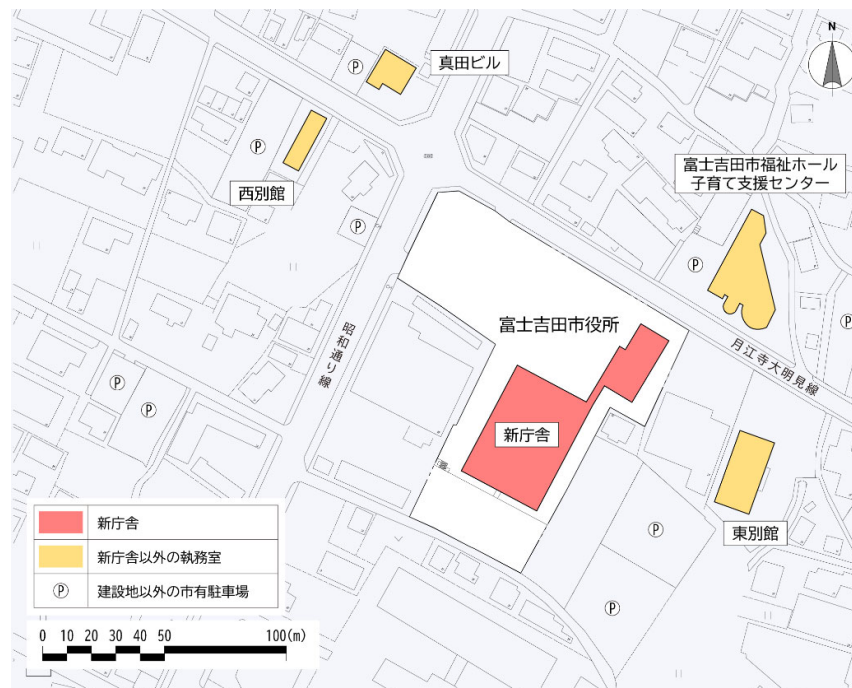 N
Ⓟ
真田ビル
Ⓟ
西別館
富士吉田市福祉ホール
子育て支援センター
Ⓟ
Ⓟ
Ⓟ
富士吉田市役所
昭和通り線
月江寺大明見線
Ⓟ
Ⓟ
新庁舎
東別館
Ⓟ
Ⓟ
新庁舎
新庁舎以外の執務室
Ⓟ 建設地以外の市有駐車場
0 10 20 30 40 50 100(m)